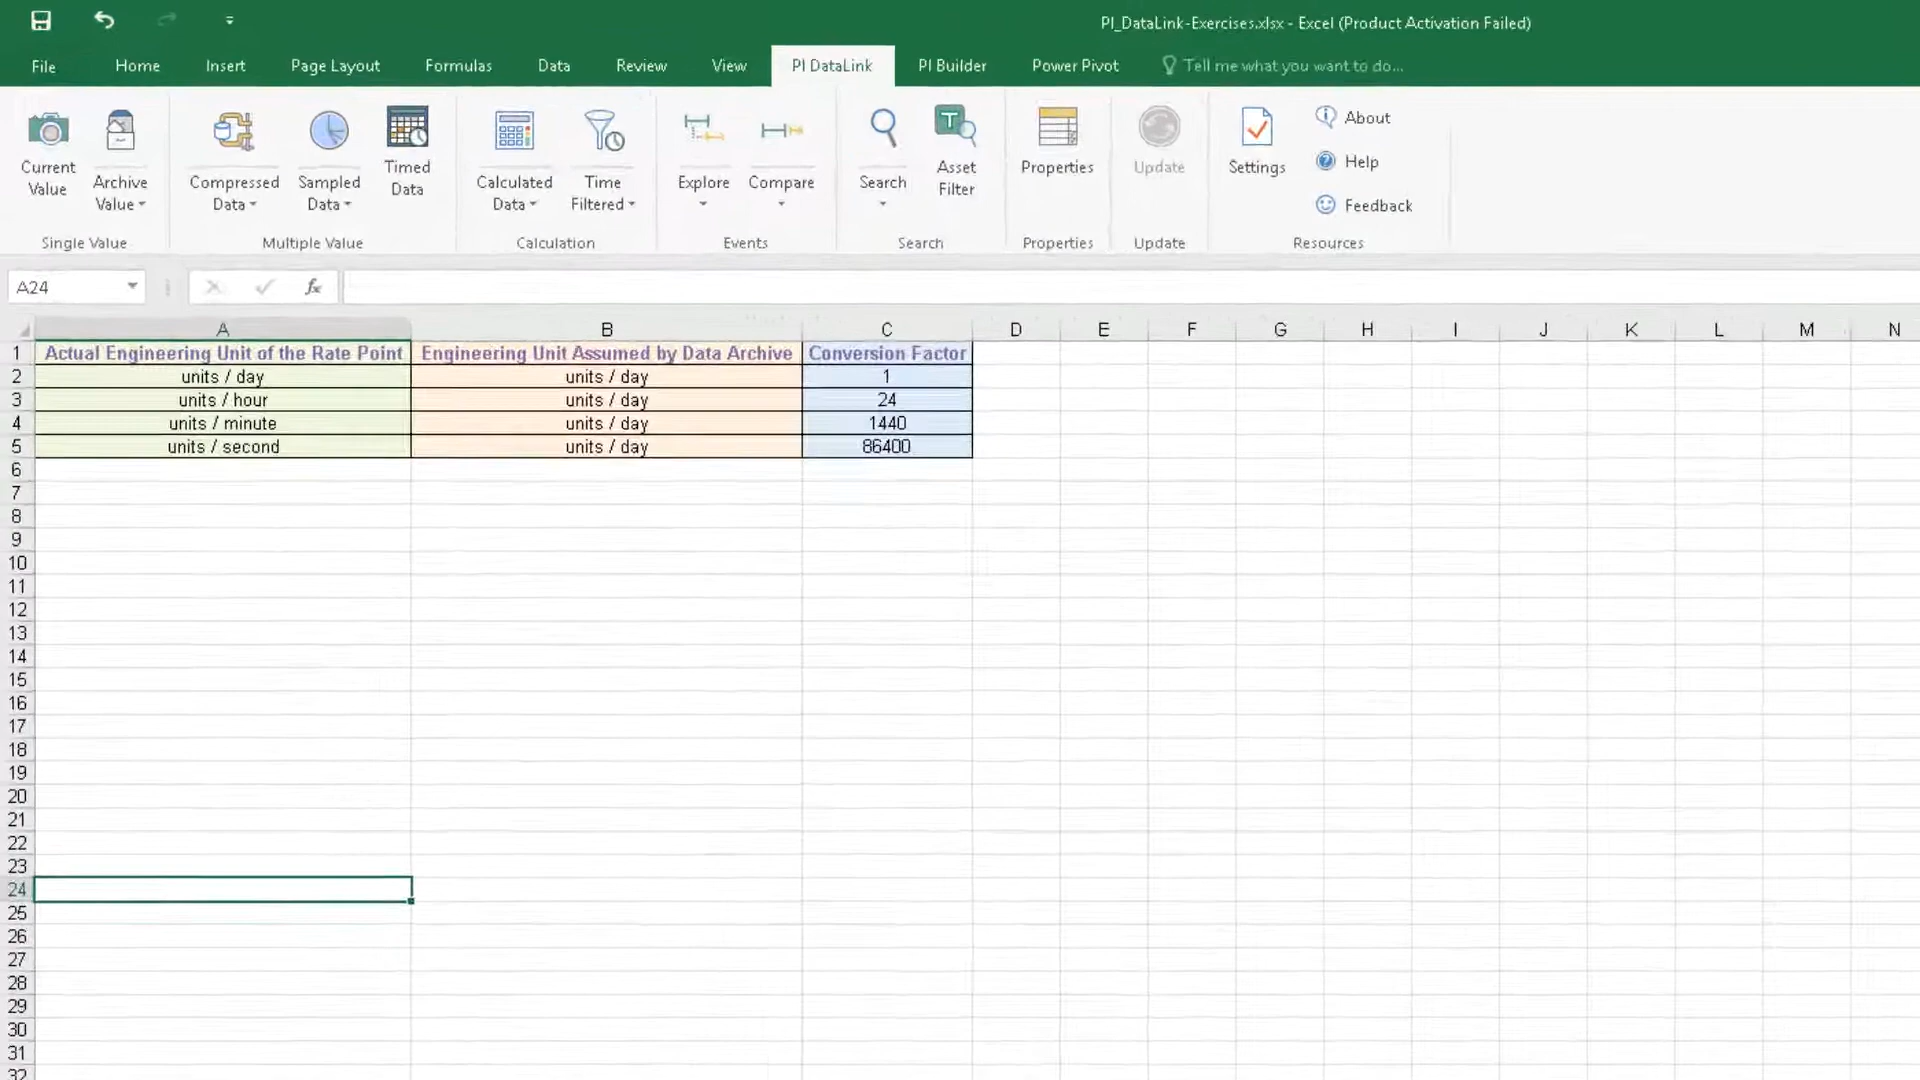 PI_DataLink-Exercises.xlsx - Excel (Product Activation Failed)
File Home Insert Page Layout Formulas Data Review View PI DataLink PI Builder Power Pivot Tell me what you want to do...
Current Value
Archive Value
Compressed Data
Sampled Data
Timed Data
Calculated Data
Time Filtered
Explore
Compare
Search
Asset Filter
Properties
Update
Settings
About
Help
Feedback
Single Value Multiple Value Calculation Events Search Properties Update Resources
A24 fx
A B C D E F G H I J K L M N
1 Actual Engineering Unit of the Rate Point Engineering Unit Assumed by Data Archive Conversion Factor
2 units / day units / day 1
3 units / hour units / day 24
4 units / minute units / day 1440
5 units / second units / day 86400
6
7
8
9
10
11
12
13
14
15
16
17
18
19
20
21
22
23
24
25
26
27
28
29
30
31
32